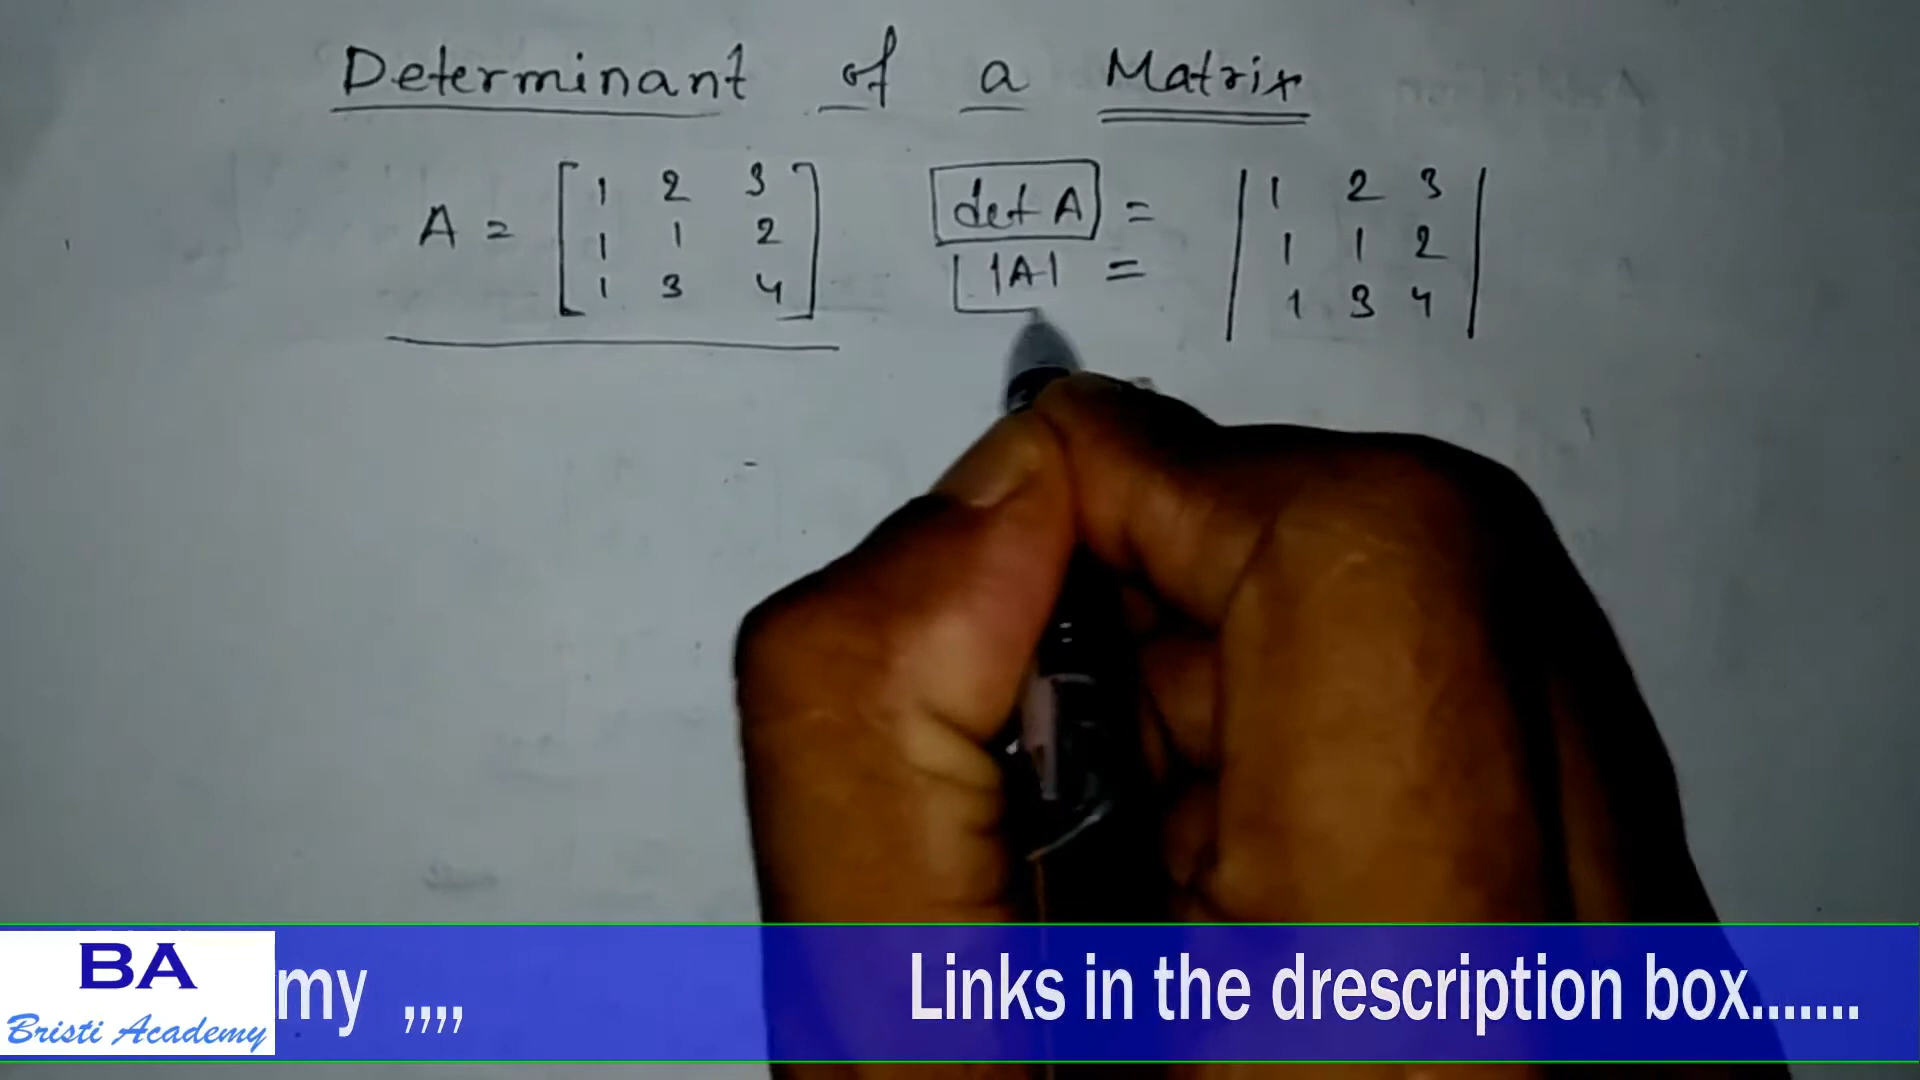 Determinant of a Matrix
A = [ 1 2 3
1 1 2
1 3 4 ]
det A =
|A| =
| 1 2 3 |
| 1 1 2 |
| 1 3 4 |
BA
Bristi Academy
my ,,,,
Links in the drescription box.......